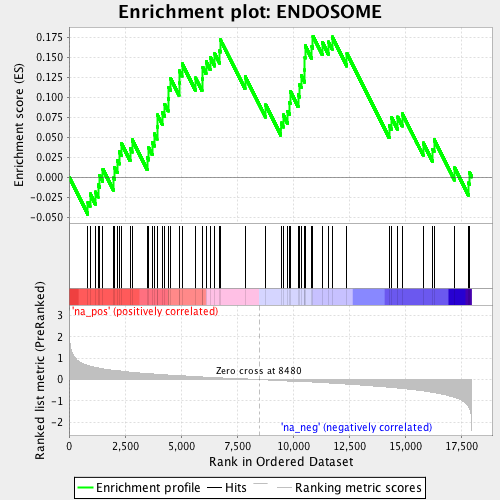 Enrichment plot: ENDOSOME
Enrichment score (ES)
0.175
0.150
0.125
0.100
0.075
0.050
0.025
0.000
-0.025
-0.050
'na_pos' (positively correlated)
Ranked list metric (PreRanked)
3
2
1
0
-1
-2
Zero cross at 8480
'na_neg' (negatively correlated)
0
2,500
5,000
7,500
10,000
12,500
15,000
17,500
Rank in Ordered Dataset
Enrichment profile
Hits
Ranking metric scores